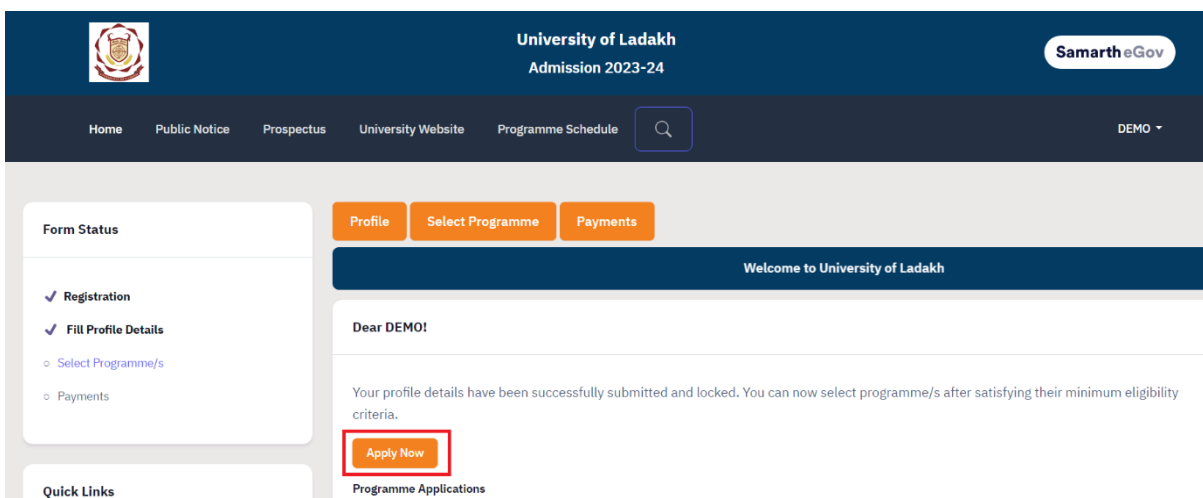 University of Ladakh
Admission 2023-24
Samarth eGov
Home Public Notice Prospectus University Website Programme Schedule DEMO
Form Status
Registration
Fill Profile Details
Select Programme/s
Payments
Quick Links
Profile Select Programme Payments
Welcome to University of Ladakh
Dear DEMO!
Your profile details have been successfully submitted and locked. You can now select programme/s after satisfying their minimum eligibility
criteria.
Apply Now
Programme Applications